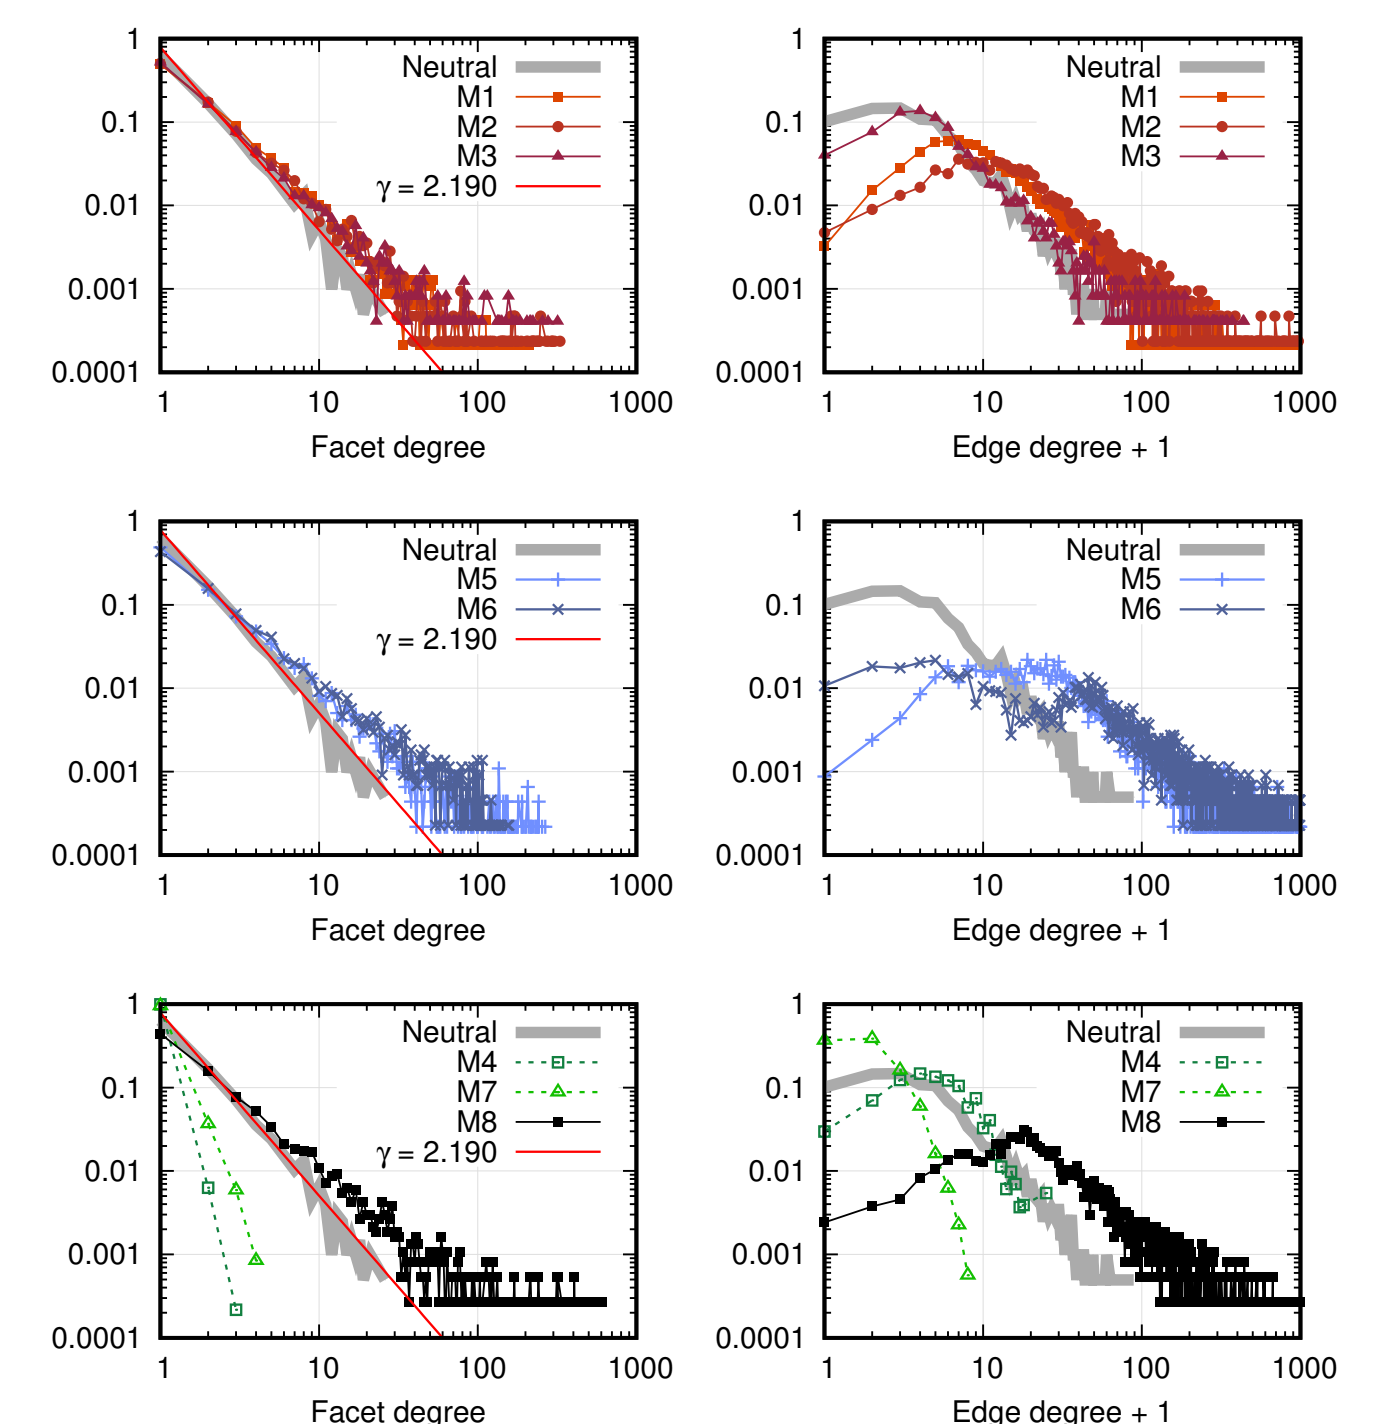 1
0.1
0.01
0.001
0.0001
1 10 100 1000
Facet degree
Neutral
M1
M2
M3
γ = 2.190
1
0.1
0.01
0.001
0.0001
1 10 100 1000
Edge degree + 1
Neutral
M1
M2
M3
1
0.1
0.01
0.001
0.0001
1 10 100 1000
Facet degree
Neutral
M5
M6
γ = 2.190
1
0.1
0.01
0.001
0.0001
1 10 100 1000
Edge degree + 1
Neutral
M5
M6
1
0.1
0.01
0.001
0.0001
1 10 100 1000
Facet degree
Neutral
M4
M7
M8
γ = 2.190
1
0.1
0.01
0.001
0.0001
1 10 100 1000
Edge degree + 1
Neutral
M4
M7
M8